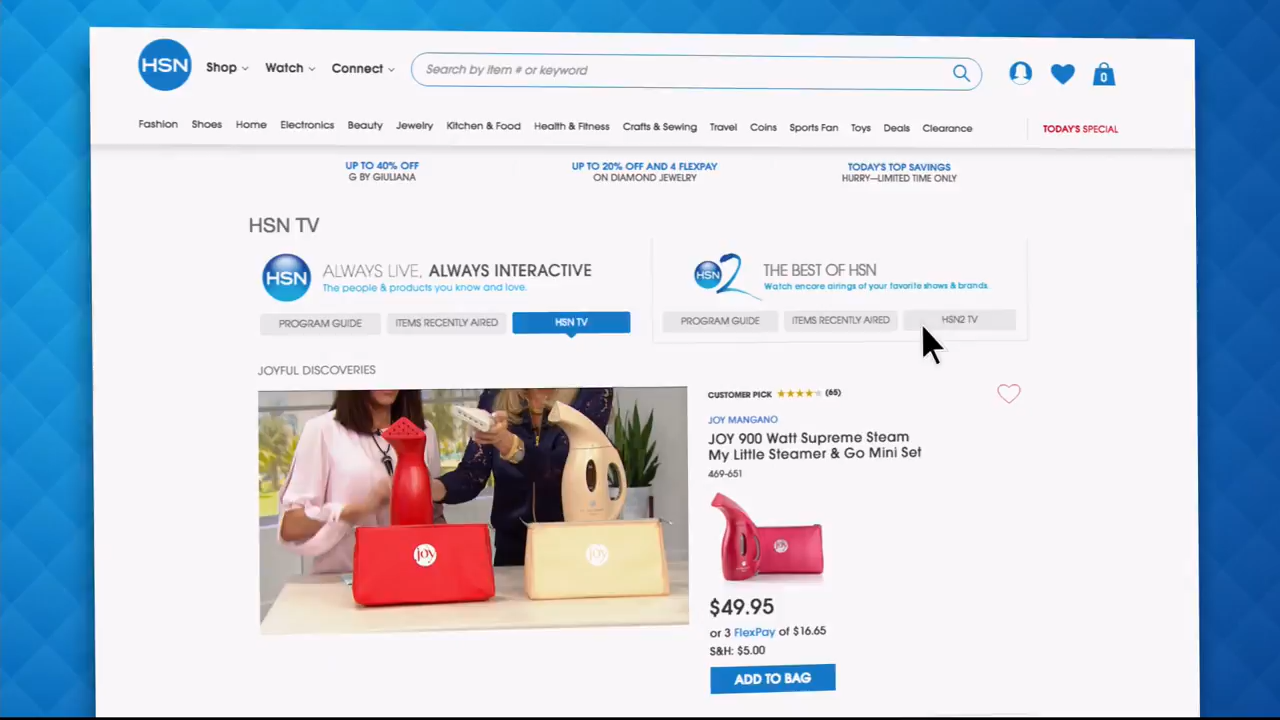 HSN
Shop
Watch
Connect
Search by item # or keyword
0
Fashion
Shoes
Home
Electronics
Beauty
Jewelry
Kitchen & Food
Health & Fitness
Crafts & Sewing
Travel
Coins
Sports Fan
Toys
Deals
Clearance
TODAY'S SPECIAL
UP TO 40% OFF
G BY GIULIANA
UP TO 20% OFF AND 4 FLEXPAY
ON DIAMOND JEWELRY
TODAY'S TOP SAVINGS
HURRY—LIMITED TIME ONLY
HSN TV
HSN
ALWAYS LIVE, ALWAYS INTERACTIVE
The people & products you know and love.
PROGRAM GUIDE
ITEMS RECENTLY AIRED
HSN TV
HSN2
THE BEST OF HSN
Watch encore airings of your favorite shows & brands.
PROGRAM GUIDE
ITEMS RECENTLY AIRED
HSN2 TV
JOYFUL DISCOVERIES
joy
joy
CUSTOMER PICK
(65)
JOY MANGANO
JOY 900 Watt Supreme Steam
My Little Steamer & Go Mini Set
469-651
joy
$49.95
or 3 FlexPay of $16.65
S&H: $5.00
ADD TO BAG